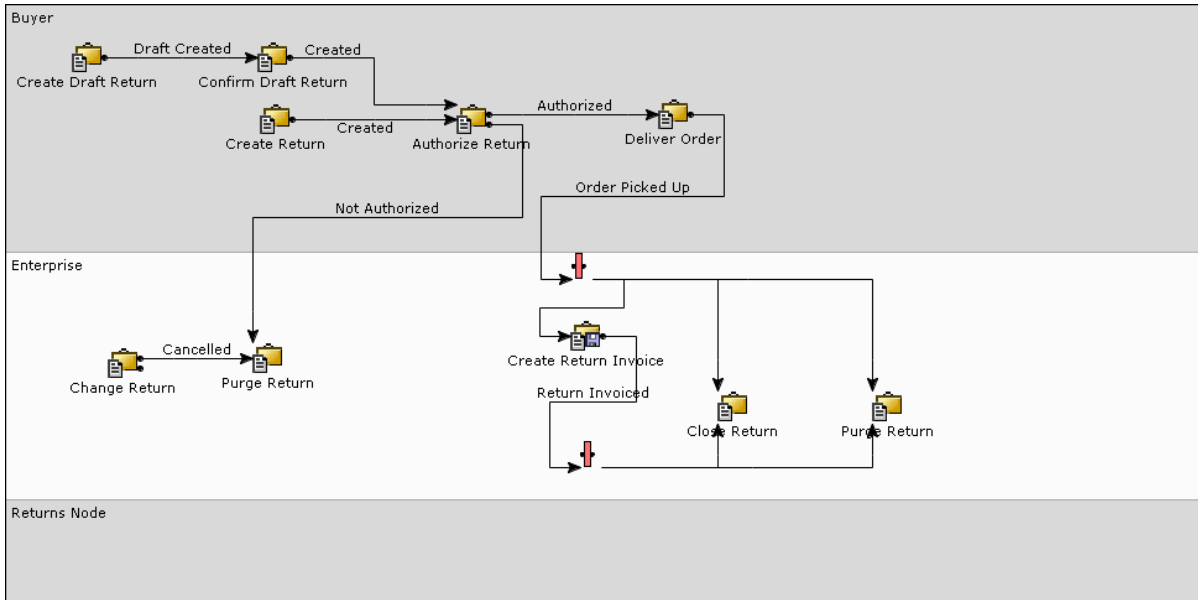 Buyer
Draft Created
Created
Create Draft Return
Confirm Draft Return
Authorized
Created
Create Return
Authorize Return
Deliver Order
Order Picked Up
Not Authorized
Enterprise
Cancelled
Change Return
Purge Return
Create Return Invoice
Return Invoiced
Close Return
Purge Return
Returns Node